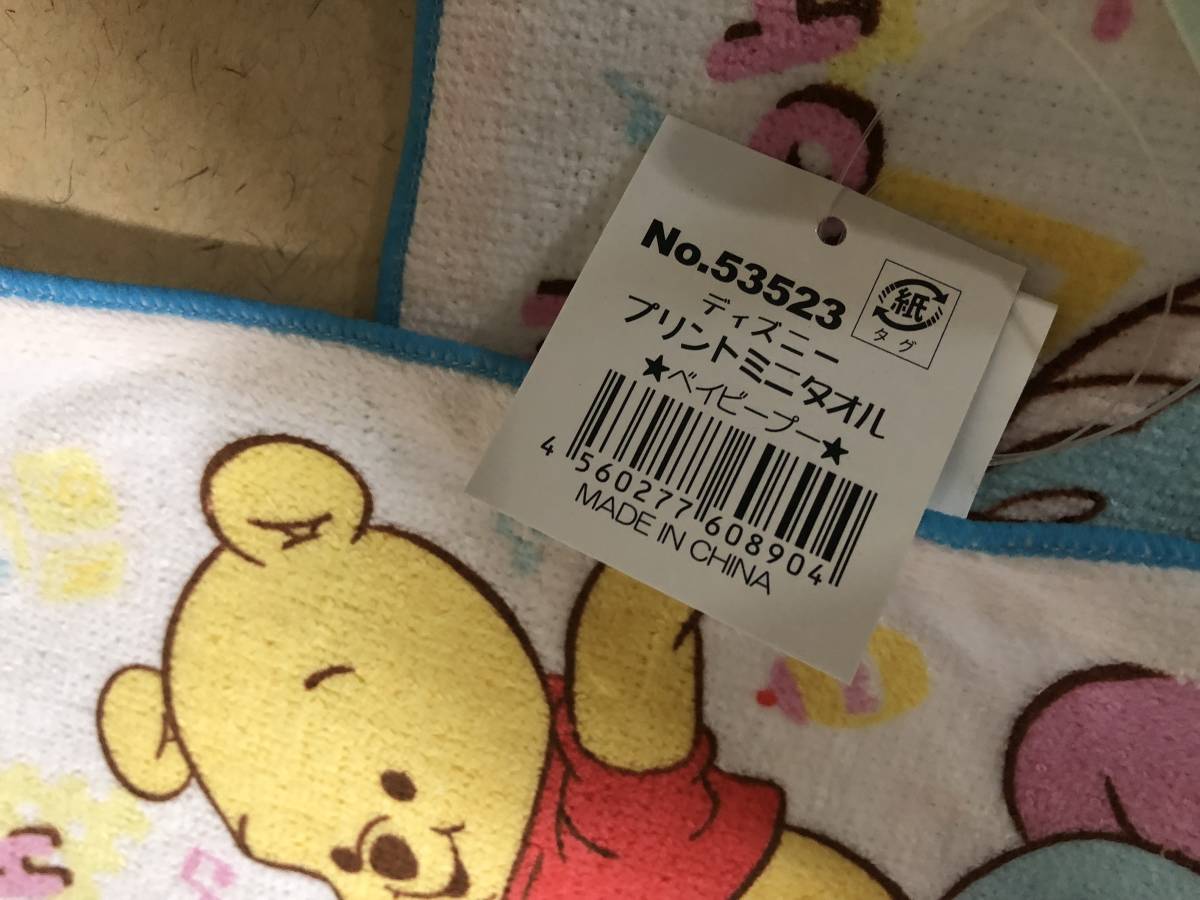 No.53523
ディズニー
プリントミニタオル
★ベイビープー★
4 560277 608904
MADE IN CHINA
紙
タグ